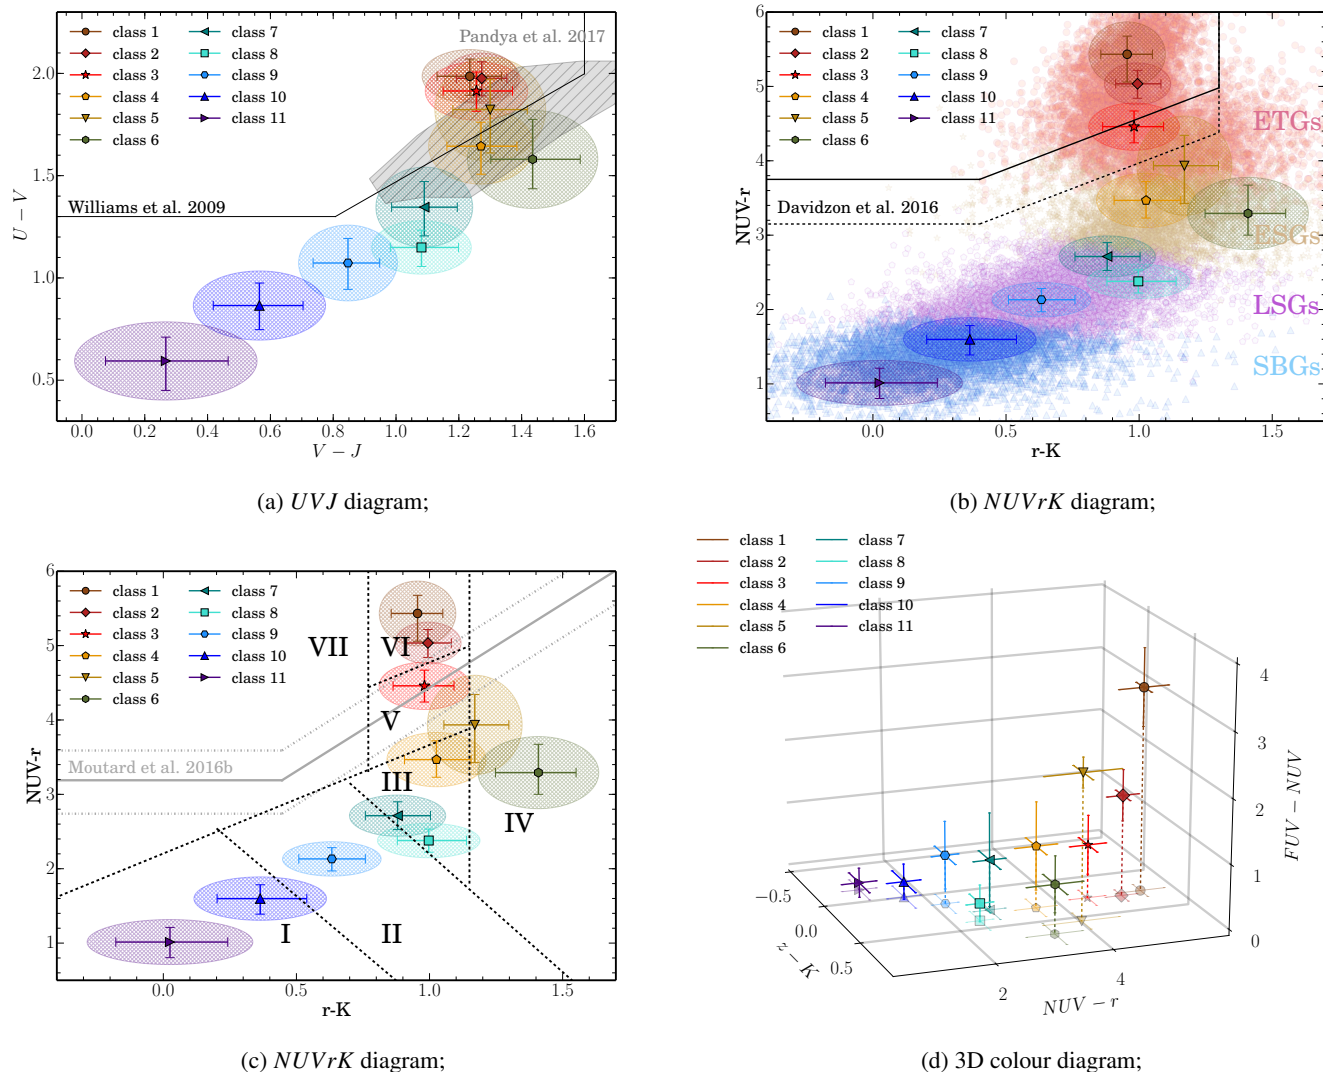 class 1
class 2
class 3
class 4
class 5
class 11
class 7
class 8
class 9
class 10
class 6
Pandya et al. 2017
Williams et al. 2009
2.0
1.5
1.0
0.5
U − V
0.0 0.2 0.4 0.6 0.8 1.0 1.2 1.4 1.6
V − J
(a) UVJ diagram;
class 1
class 2
class 3
class 4
class 5
class 11
class 7
class 8
class 9
class 10
class 6
ETGs
ESGs
LSGs
SBGs
Davidzon et al. 2016
6
5
4
3
2
1
NUV-r
0.0 0.5 1.0 1.5
r-K
(b) NUVrK diagram;
class 1
class 2
class 3
class 4
class 5
class 11
class 7
class 8
class 9
class 10
class 6
VII VI
V
III
IV
I II
Moutard et al. 2016b
6
5
4
3
2
1
NUV-r
0.0 0.5 1.0 1.5
r-K
(c) NUVrK diagram;
class 1
class 2
class 3
class 4
class 5
class 6
class 7
class 8
class 9
class 10
class 11
4
3
2
1
0
FUV − NUV
−0.5
0.0
0.5
z − K
2 4
NUV − r
(d) 3D colour diagram;